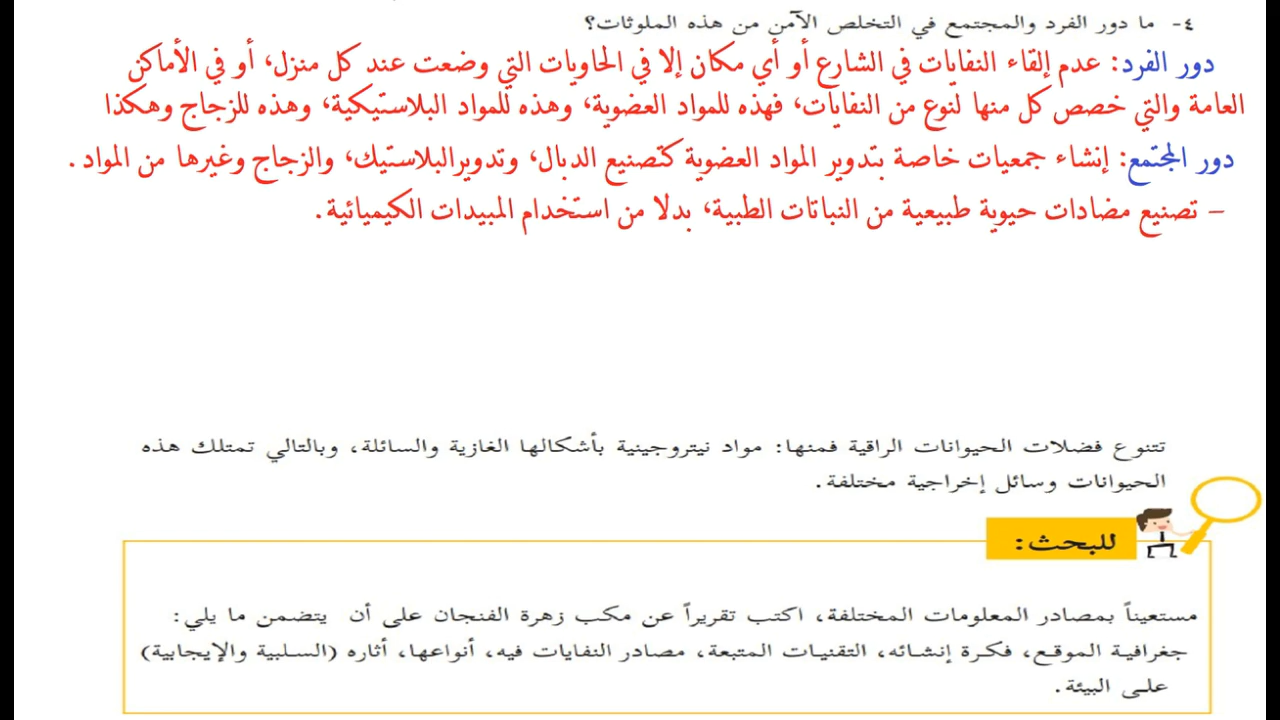 ٤- ما دور الفرد والمجتمع في التخلص الآمن من هذه الملوثات؟
دور الفرد: عدم إلقاء النفايات في الشارع أو أي مكان إلا في الحاويات التي وضعت عند كل منزل، أو في الأماكن
العامة والتي خصص كل منها لنوع من النفايات، فهذه للمواد العضوية، وهذه للمواد البلاستيكية، وهذه للزجاج وهكذا
دور المجتمع: إنشاء جمعيات خاصة بتدوير المواد العضوية كتصنيع الدبال، وتدويرالبلاستيك، والزجاج وغيرها من المواد.
– تصنيع مضادات حيوية طبيعية من النباتات الطبية، بدلا من استخدام المبيدات الكيميائية.
تتنوع فضلات الحيوانات الراقية فمنها: مواد نيتروجينية بأشكالها الغازية والسائلة، وبالتالي تمتلك هذه
الحيوانات وسائل إخراجية مختلفة.
للبحث:
مستعيناً بمصادر المعلومات المختلفة، اكتب تقريراً عن مكب زهرة الفنجان على أن يتضمن ما يلي:
جغرافية الموقع، فكرة إنشائه، التقنيات المتبعة، مصادر النفايات فيه، أنواعها، أثاره (السلبية والإيجابية)
على البيئة.